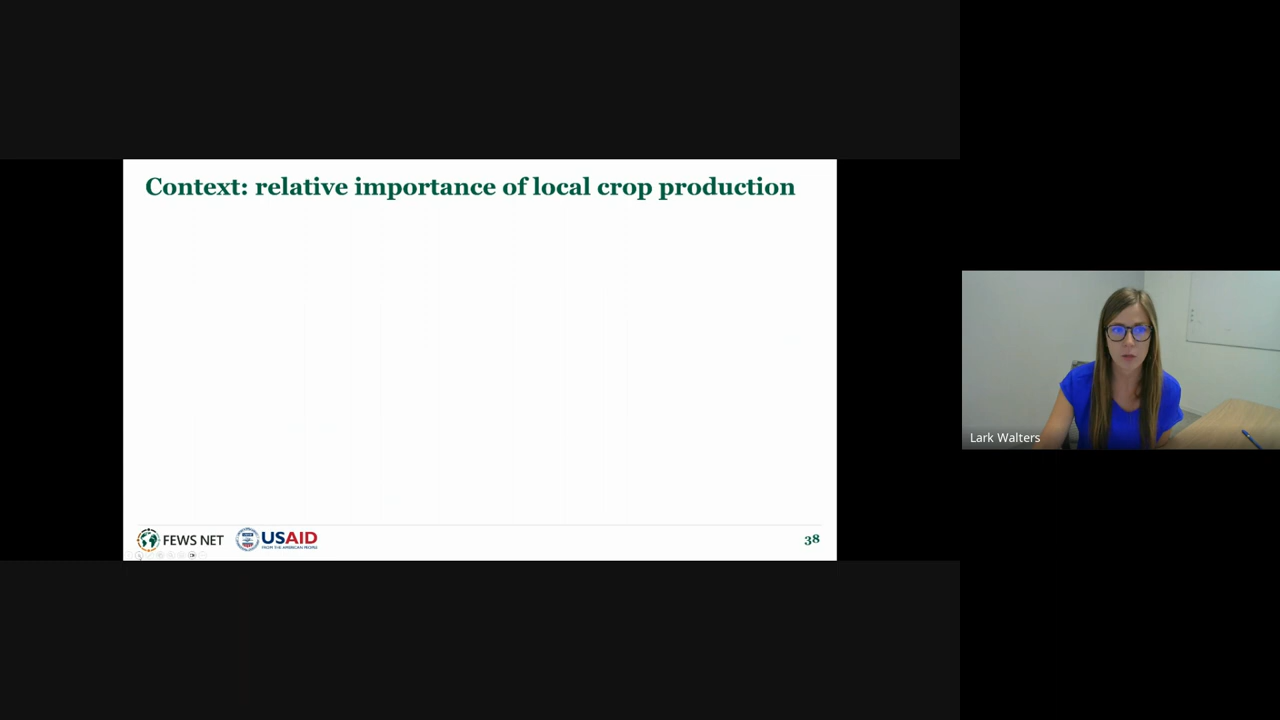 Context: relative importance of local crop production
Lark Walters
FEWS NET
USAID
FROM THE AMERICAN PEOPLE
38